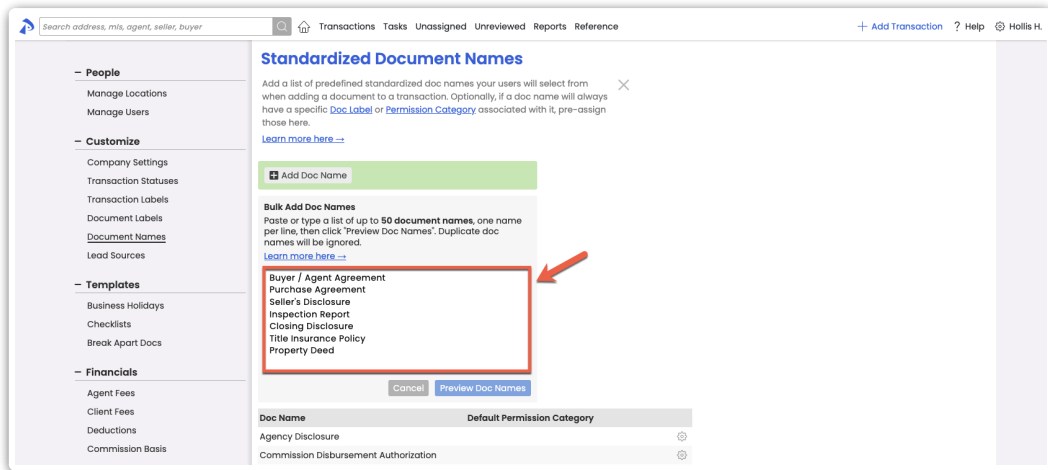 Search address, mls, agent, seller, buyer
Transactions Tasks Unassigned Unreviewed Reports Reference
+ Add Transaction ? Help Hollis H.
– People
Manage Locations
Manage Users
– Customize
Company Settings
Transaction Statuses
Transaction Labels
Document Labels
Document Names
Lead Sources
– Templates
Business Holidays
Checklists
Break Apart Docs
– Financials
Agent Fees
Client Fees
Deductions
Commission Basis
Standardized Document Names
Add a list of predefined standardized doc names your users will select from
when adding a document to a transaction. Optionally, if a doc name will always
have a specific Doc Label or Permission Category associated with it, pre-assign
those here.
Learn more here →
Add Doc Name
Bulk Add Doc Names
Paste or type a list of up to 50 document names, one name
per line, then click "Preview Doc Names". Duplicate doc
names will be ignored.
Learn more here →
Buyer / Agent Agreement
Purchase Agreement
Seller's Disclosure
Inspection Report
Closing Disclosure
Title Insurance Policy
Property Deed
Cancel Preview Doc Names
Doc Name Default Permission Category
Agency Disclosure
Commission Disbursement Authorization